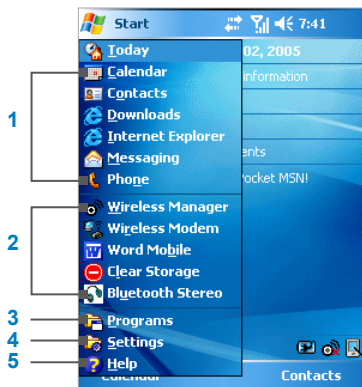 Start 7:41
Today
02, 2005
Calendar
information
Contacts
Downloads
Internet Explorer
Messaging
ents
Phone
ocket MSN!
1
Wireless Manager
Wireless Modem
Word Mobile
Clear Storage
Bluetooth Stereo
2
3 Programs
4 Settings
5 Help
Calendar Contacts